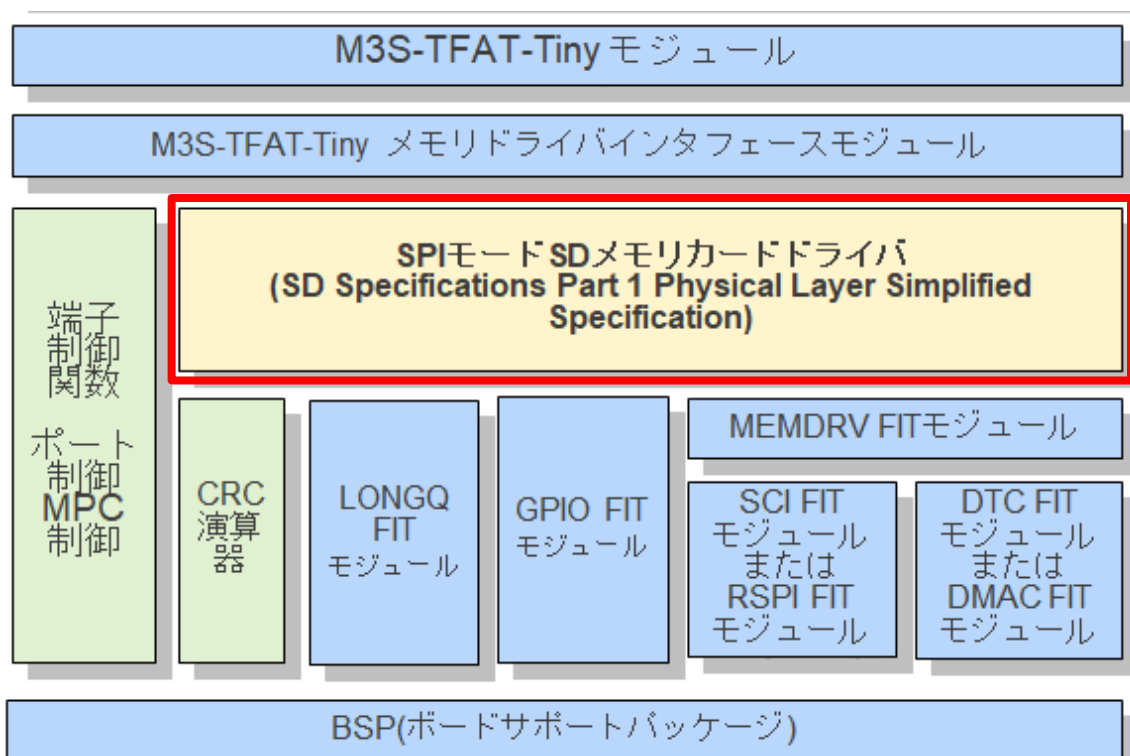 M3S-TFAT-Tiny モジュール
M3S-TFAT-Tiny メモリドライバインタフェースモジュール
端子
制御
関数
ポート
制御
MPC
制御
SPIモードSDメモリカードドライバ
(SD Specifications Part 1 Physical Layer Simplified
Specification)
CRC
演算
器
LONGQ
FIT
モジュール
GPIO FIT
モジュール
MEMDRV FITモジュール
SCI FIT
モジュール
または
RSPI FIT
モジュール
DTC FIT
モジュール
または
DMAC FIT
モジュール
BSP(ボードサポートパッケージ)